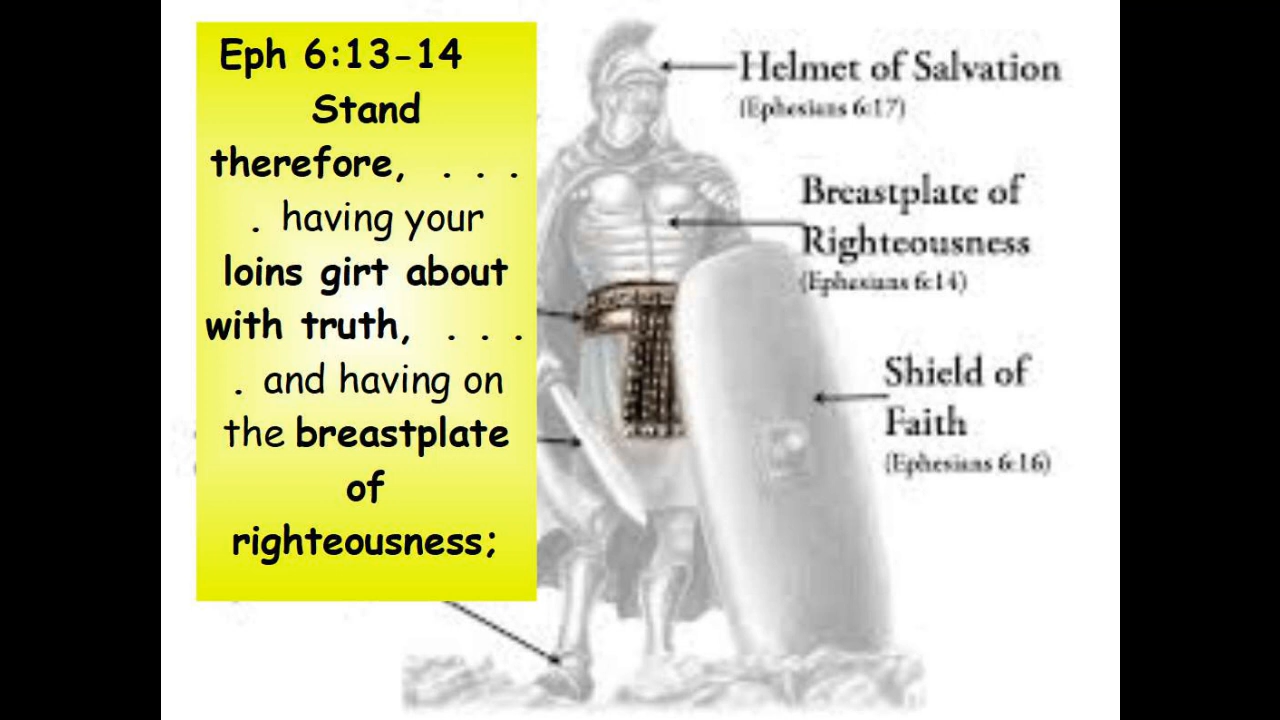 Eph 6:13-14
Stand
therefore, . . .
. having your
loins girt about
with truth, . . .
. and having on
the breastplate
of
righteousness;
Helmet of Salvation
(Ephesians 6:17)
Breastplate of
Righteousness
(Ephesians 6:14)
Shield of
Faith
(Ephesians 6:16)